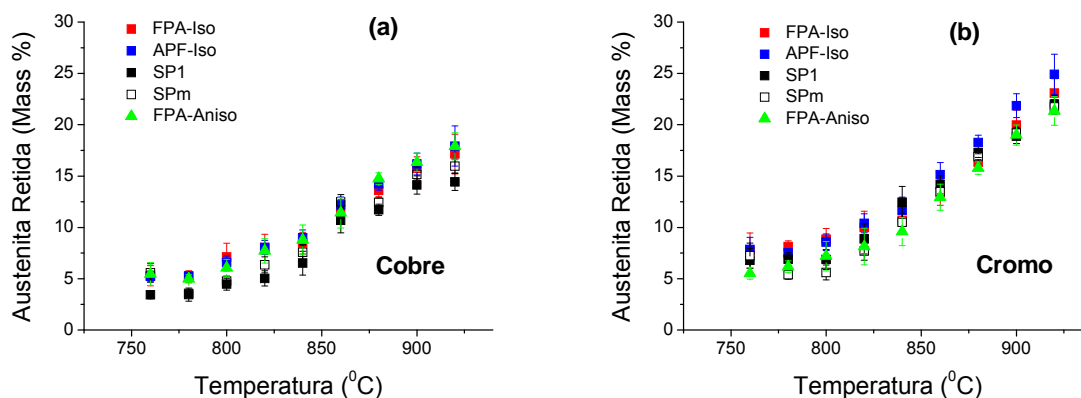 (a)
FPA-Iso
APF-Iso
SP1
SPm
FPA-Aniso
Cobre
Austenita Retida (Mass %)
30
25
20
15
10
5
0
750
800
850
900
Temperatura (⁰C)
(b)
FPA-Iso
APF-Iso
SP1
SPm
FPA-Aniso
Cromo
Austenita Retida (Mass %)
30
25
20
15
10
5
0
750
800
850
900
Temperatura (⁰C)